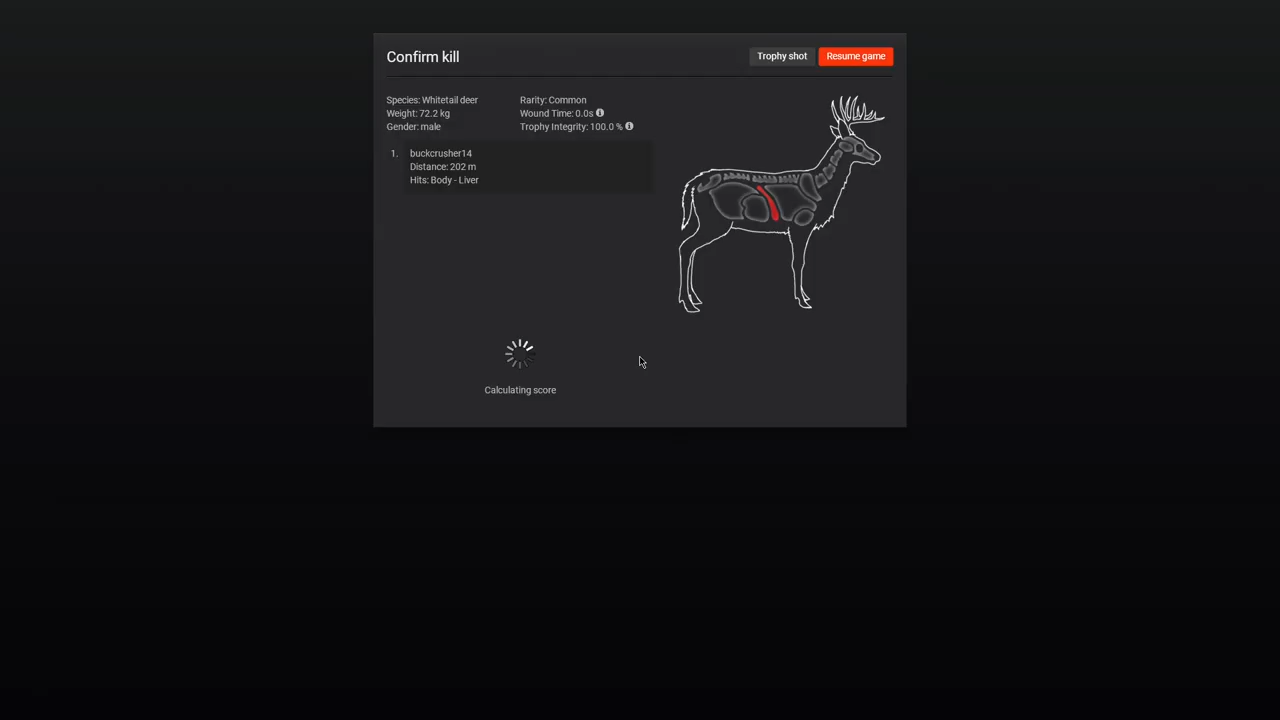 Confirm kill
Trophy shot
Resume game
Species: Whitetail deer
Weight: 72.2 kg
Gender: male
Rarity: Common
Wound Time: 0.0s
Trophy Integrity: 100.0 %
1. buckcrusher14
Distance: 202 m
Hits: Body - Liver
Calculating score